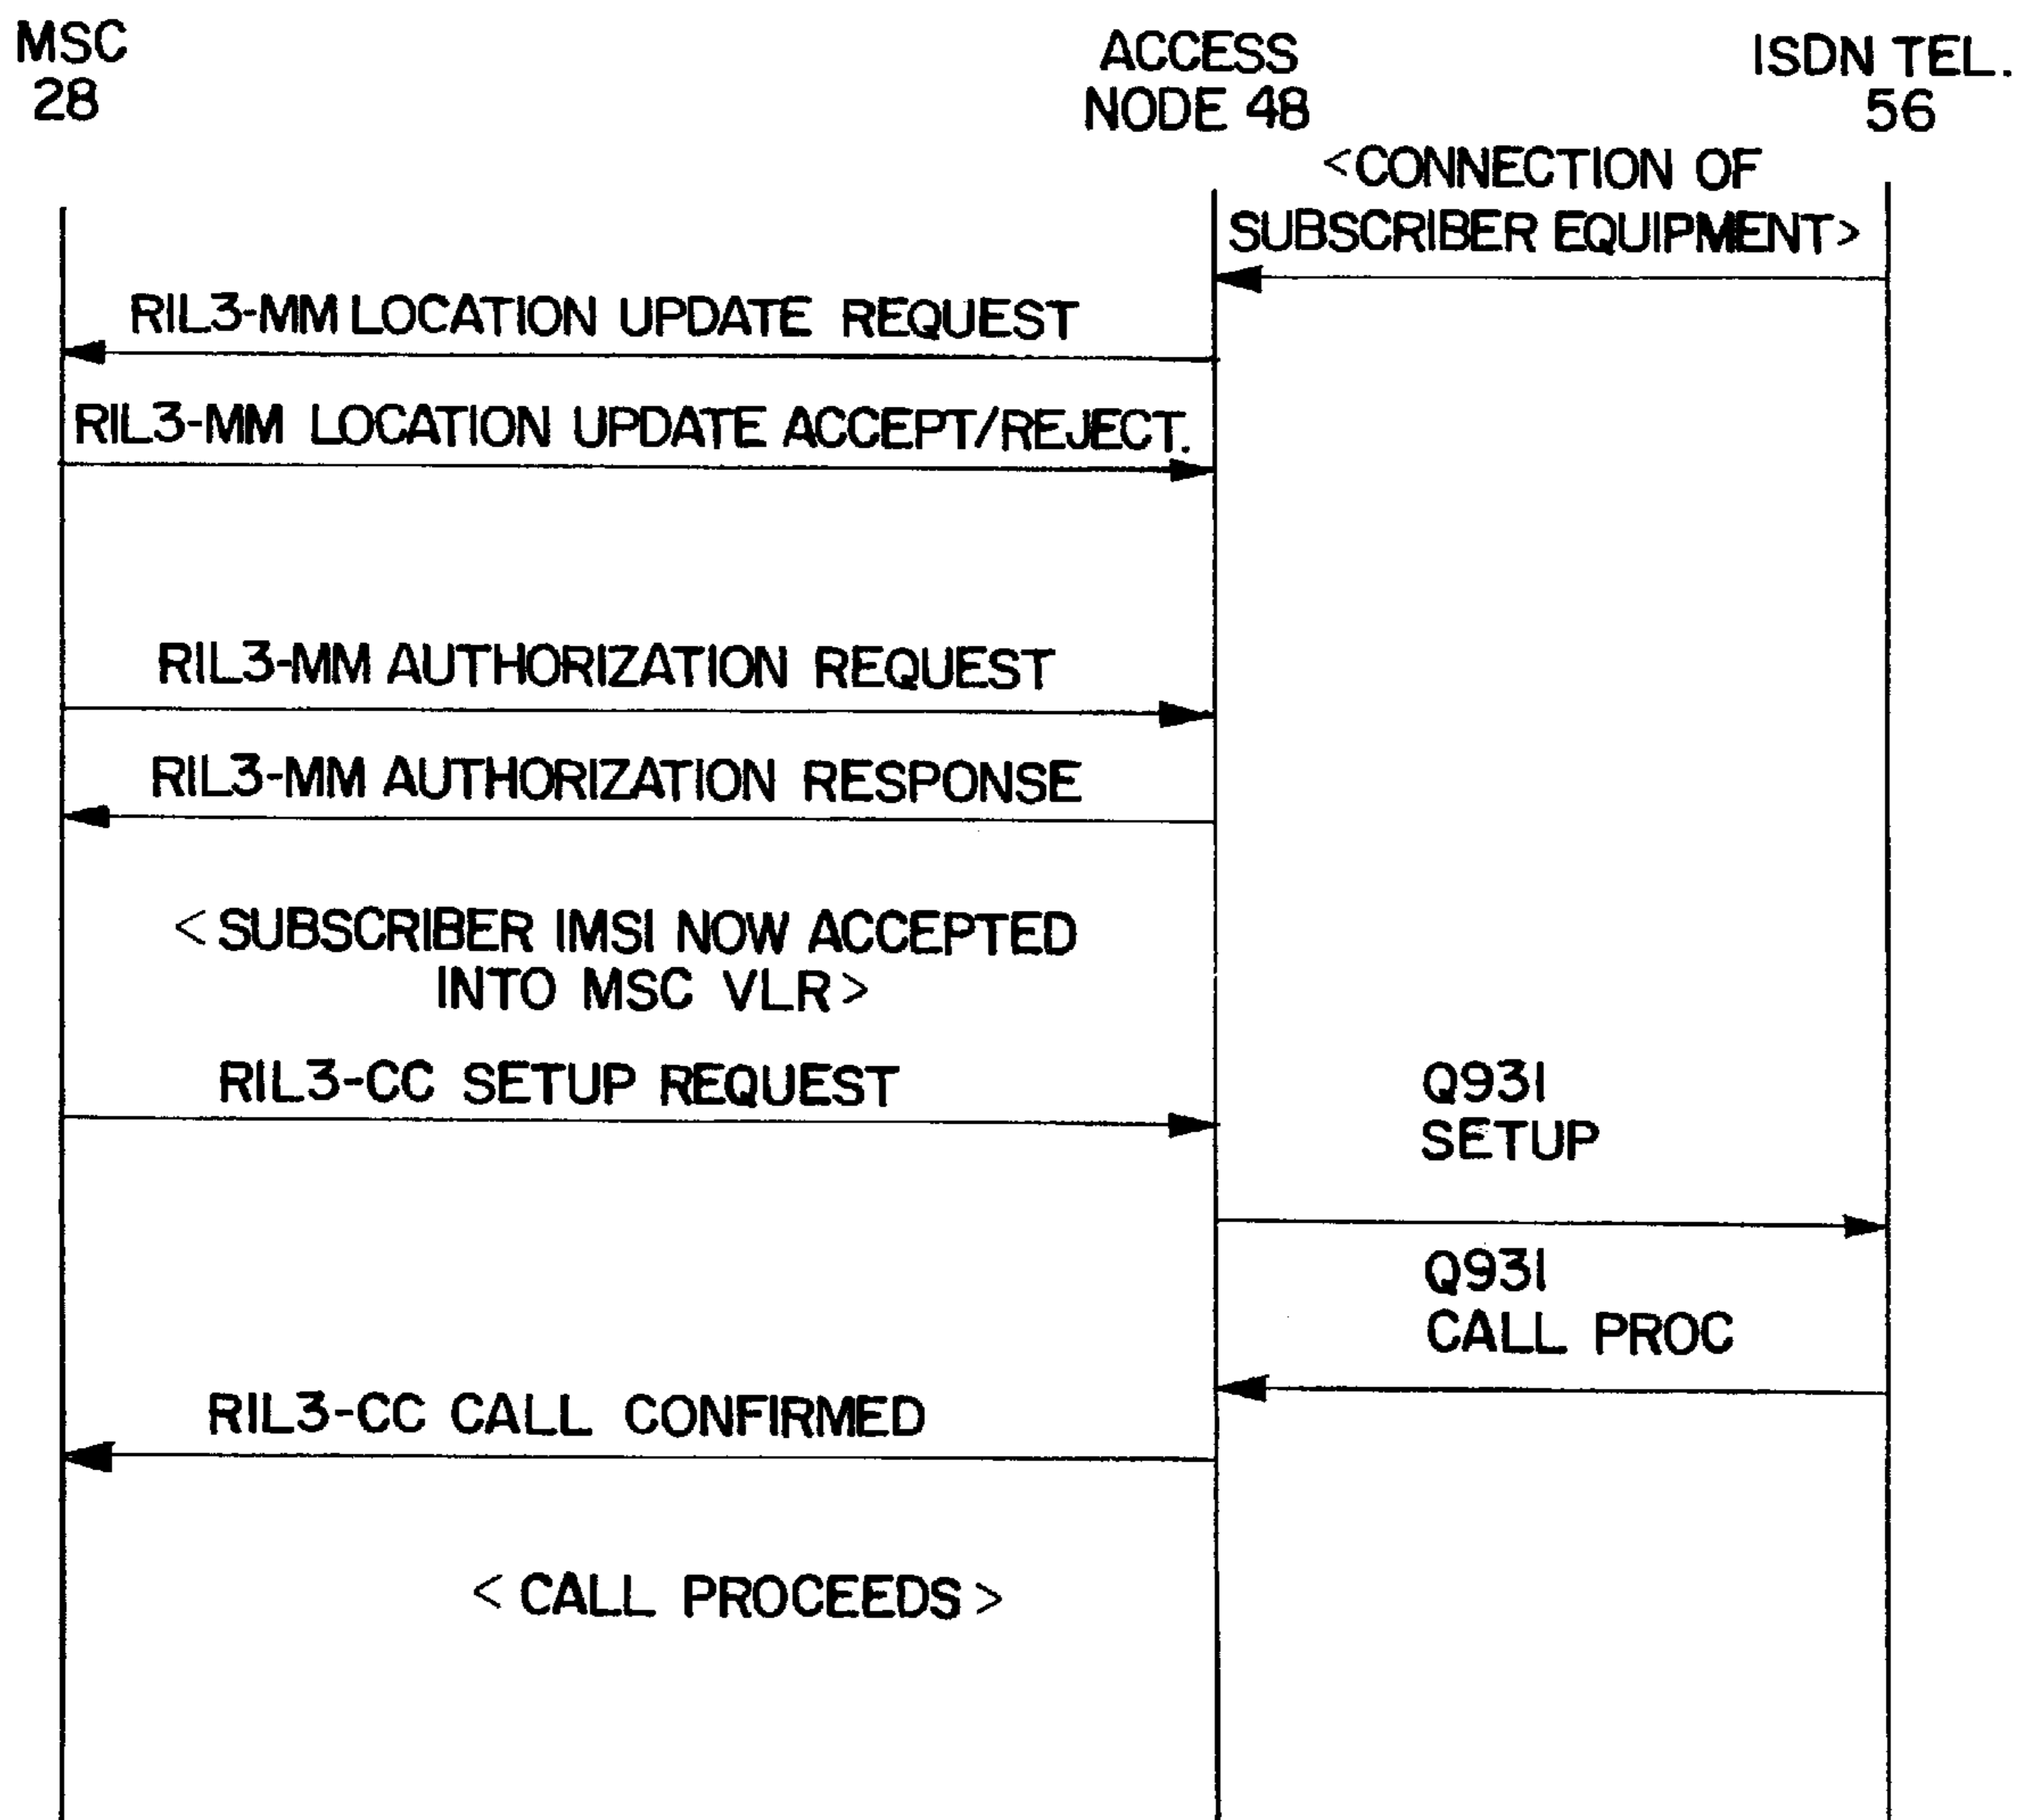 MSC
28
ACCESS
NODE 48
ISDN TEL.
56
<CONNECTION OF
SUBSCRIBER EQUIPMENT>
RIL3-MM LOCATION UPDATE REQUEST
RIL3-MM LOCATION UPDATE ACCEPT/REJECT.
RIL3-MM AUTHORIZATION REQUEST
RIL3-MM AUTHORIZATION RESPONSE
<SUBSCRIBER IMSI NOW ACCEPTED
INTO MSC VLR>
RIL3-CC SETUP REQUEST
Q931
SETUP
Q931
CALL PROC
RIL3-CC CALL CONFIRMED
<CALL PROCEEDS>